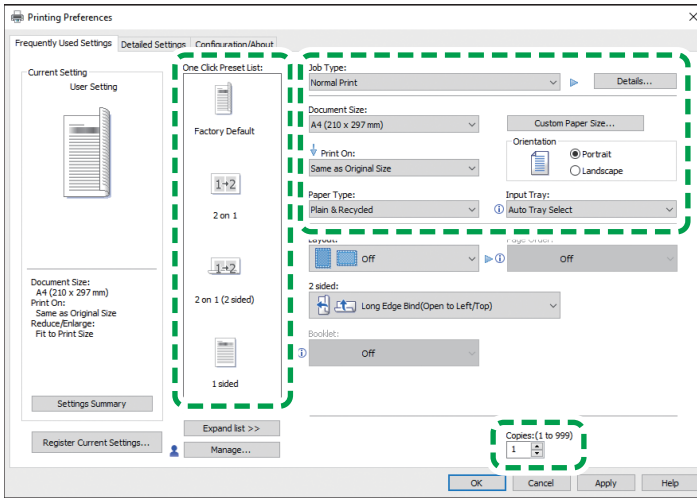 Printing Preferences
Frequently Used Settings Detailed Settings Configuration/About
Current Setting
User Setting
Document Size:
A4 (210 x 297 mm)
Print On:
Same as Original Size
Reduce/Enlarge:
Fit to Print Size
Settings Summary
Register Current Settings...
One Click Preset List:
Factory Default
1→2
2 on 1
1→2
2 on 1 (2 sided)
1 sided
Expand list >>
Manage...
Job Type:
Normal Print
Details...
Document Size:
A4 (210 x 297 mm)
Custom Paper Size...
Print On:
Same as Original Size
Orientation
Portrait
Landscape
Paper Type:
Plain & Recycled
Input Tray:
Auto Tray Select
Layout:
Off
Page Order:
Off
2 sided:
Long Edge Bind(Open to Left/Top)
Booklet:
Off
Copies:(1 to 999)
1
OK Cancel Apply Help